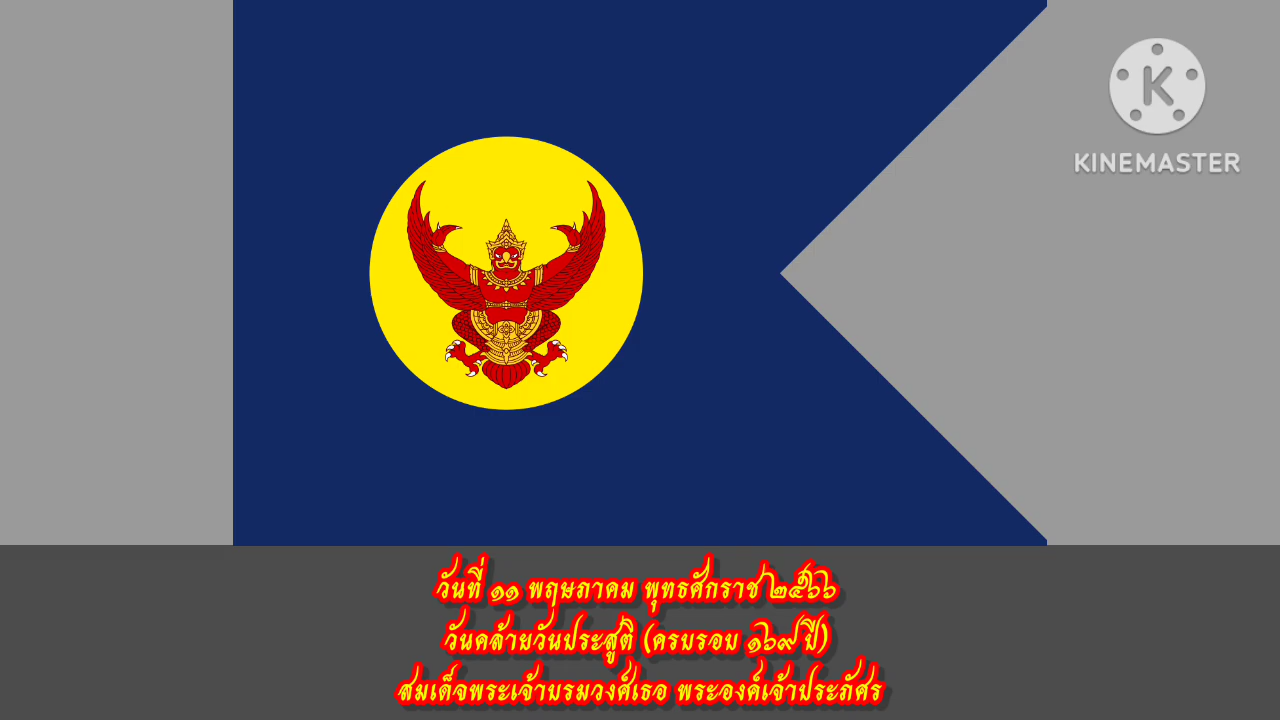 KINEMASTER
วันที่ ๑๑ พฤษภาคม พุทธศักราช ๒๕๖๖
วันคล้ายวันประสูติ (ครบรอบ ๑๖๙ ปี)
สมเด็จพระเจ้าบรมวงศ์เธอ พระองค์เจ้าประภัศร